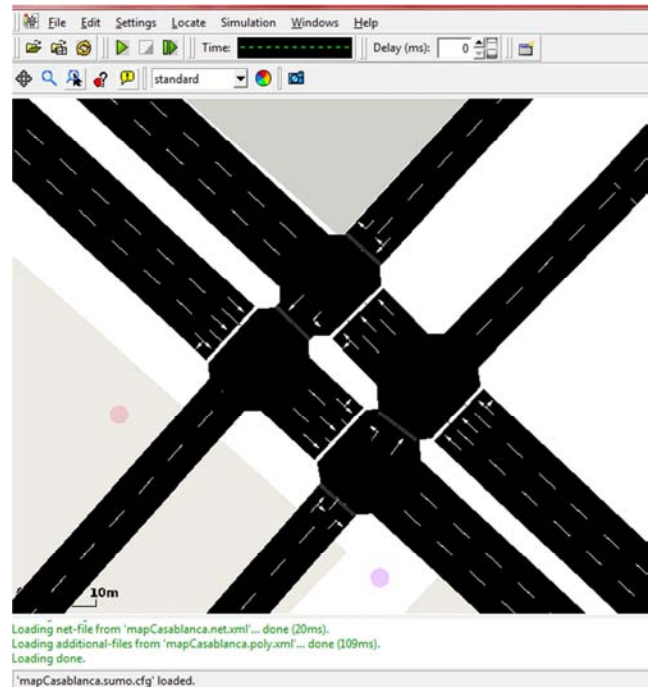 File Edit Settings Locate Simulation Windows Help
Time: Delay (ms): 0
standard
10m
Loading net-file from 'mapCasablanca.net.xml'... done (20ms).
Loading additional-files from 'mapCasablanca.poly.xml'... done (109ms).
Loading done.
'mapCasablanca.sumo.cfg' loaded.